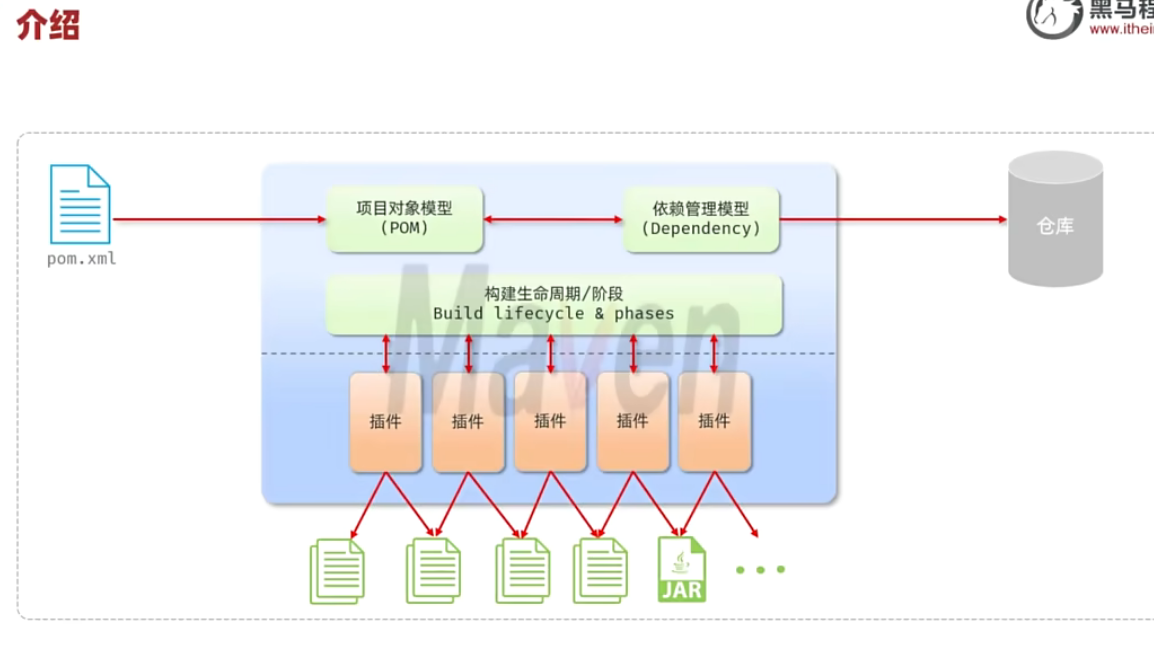 介绍
黑马程
www.itheim
pom.xml
项目对象模型
(POM)
依赖管理模型
(Dependency)
仓库
构建生命周期/阶段
Build lifecycle & phases
Maven
插件
插件
插件
插件
插件
JAR